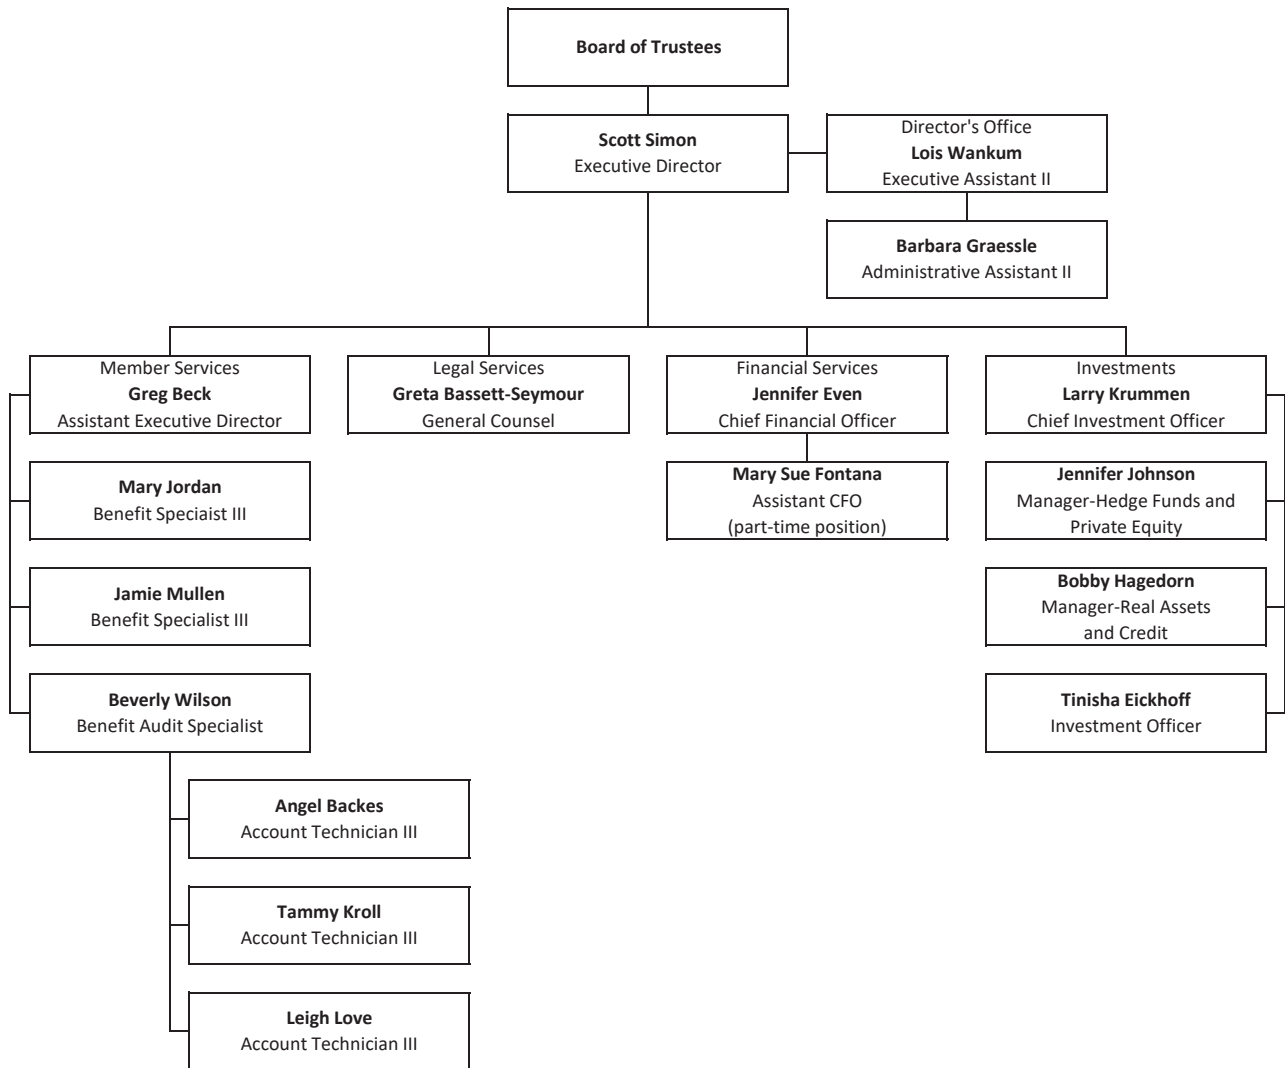 Board of Trustees
Scott Simon
Executive Director
Director's Office
Lois Wankum
Executive Assistant II
Barbara Graessle
Administrative Assistant II
Member Services
Greg Beck
Assistant Executive Director
Legal Services
Greta Bassett-Seymour
General Counsel
Financial Services
Jennifer Even
Chief Financial Officer
Investments
Larry Krummen
Chief Investment Officer
Mary Jordan
Benefit Speciaist III
Mary Sue Fontana
Assistant CFO
(part-time position)
Jennifer Johnson
Manager-Hedge Funds and
Private Equity
Jamie Mullen
Benefit Specialist III
Bobby Hagedorn
Manager-Real Assets
and Credit
Beverly Wilson
Benefit Audit Specialist
Tinisha Eickhoff
Investment Officer
Angel Backes
Account Technician III
Tammy Kroll
Account Technician III
Leigh Love
Account Technician III